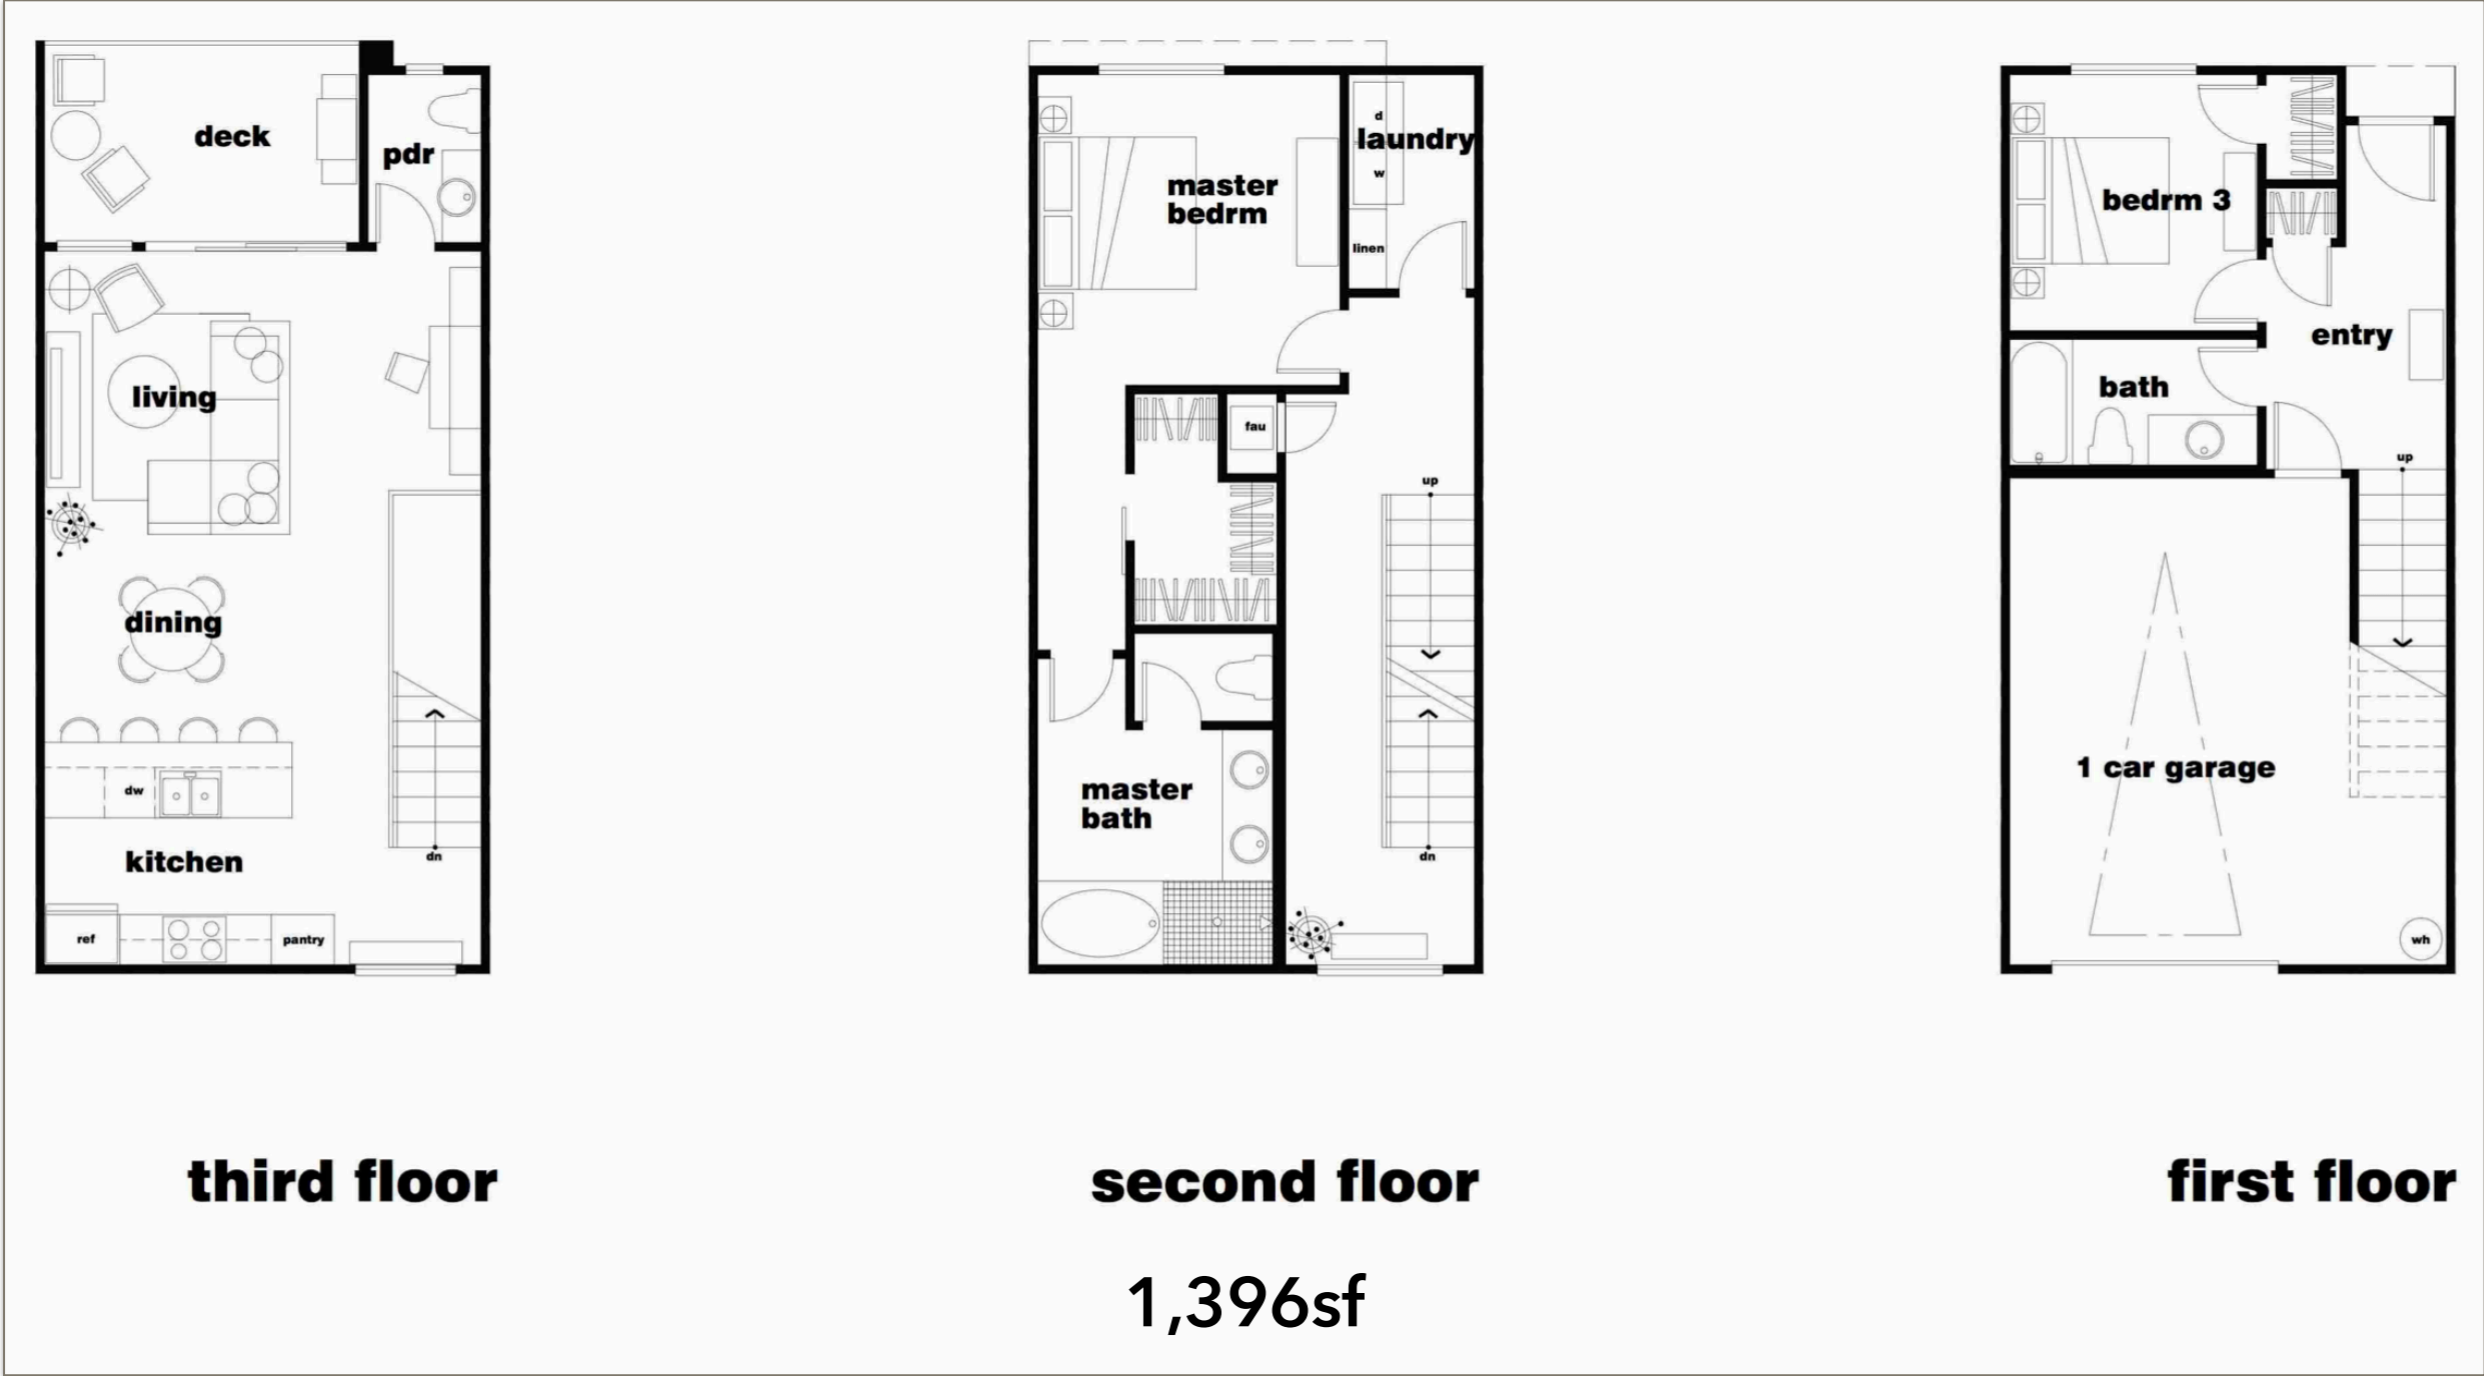 deck
pdr
living
dining
dw
kitchen
dn
ref
pantry
third floor
master
bedrm
d
laundry
w
linen
fau
up
master
bath
dn
second floor
1,396sf
bedrm 3
entry
bath
up
1 car garage
wh
first floor